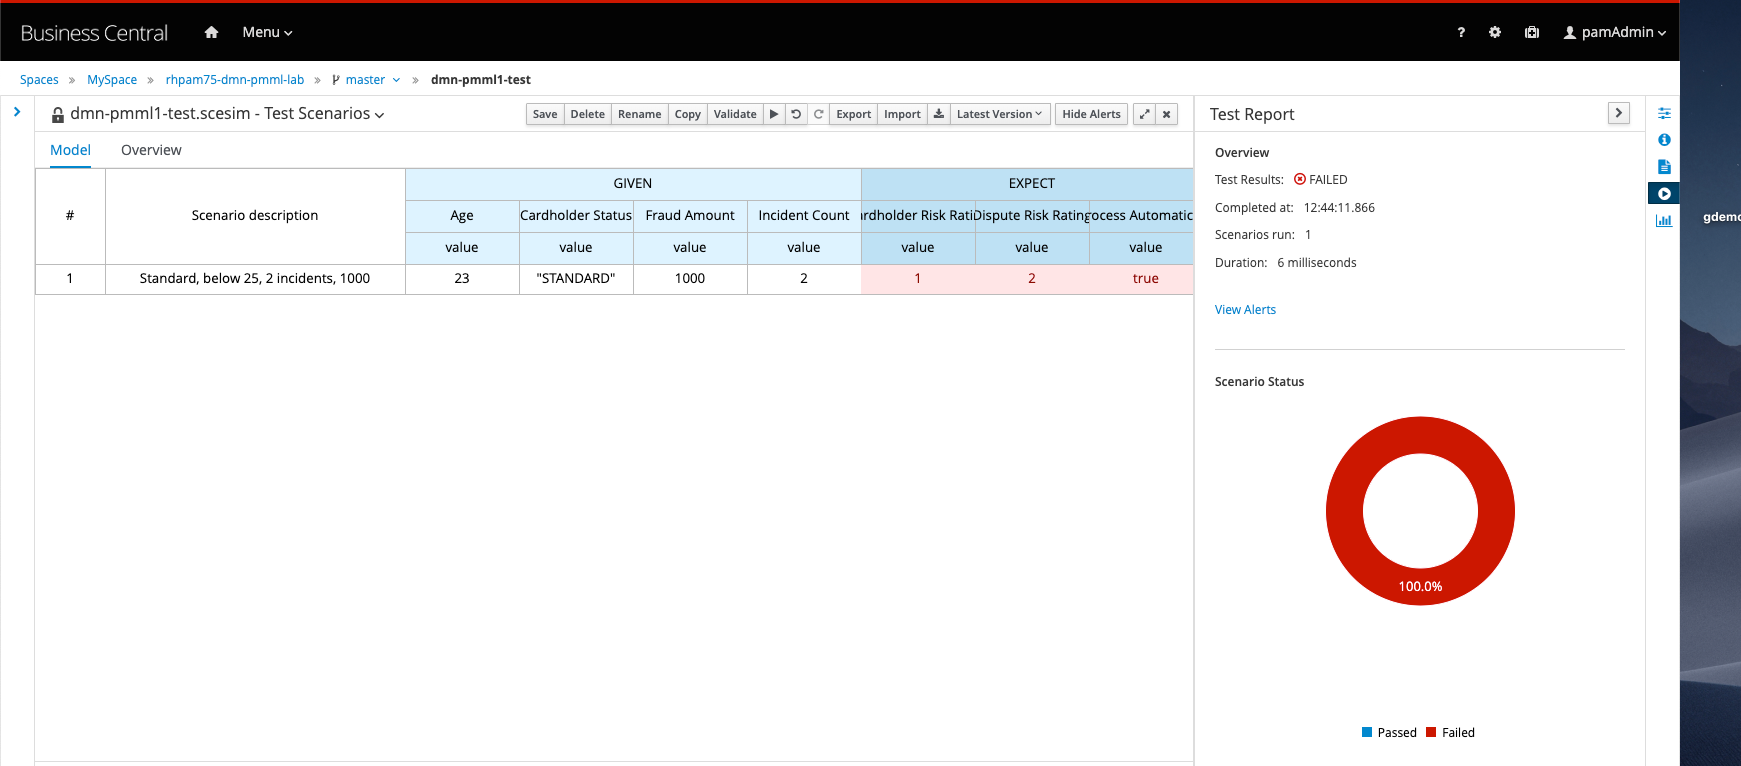 Business Central Menu ? pamAdmin
Spaces » MySpace » rhpam75-dmn-pmml-lab » master » dmn-pmml1-test
dmn-pmml1-test.scesim - Test Scenarios Save Delete Rename Copy Validate Export Import Latest Version Hide Alerts
Model Overview
# Scenario description GIVEN EXPECT
Age Cardholder Status Fraud Amount Incident Count rdholder Risk Rati Dispute Risk Rating ocess Automatic
value value value value value value value
1 Standard, below 25, 2 incidents, 1000 23 "STANDARD" 1000 2 1 2 true
Test Report
Overview
Test Results: FAILED
Completed at: 12:44:11.866
Scenarios run: 1
Duration: 6 milliseconds
View Alerts
Scenario Status
100.0%
Passed Failed
gdemo